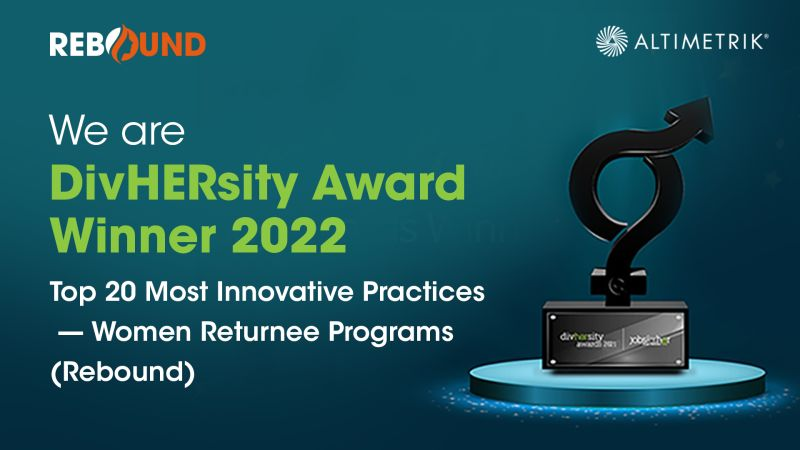 REBOUND
ALTIMETRIK®
We are
DivHERsity Award
Winner 2022
Top 20 Most Innovative Practices
— Women Returnee Programs
(Rebound)
divhersity
awards 2021
jobsforher